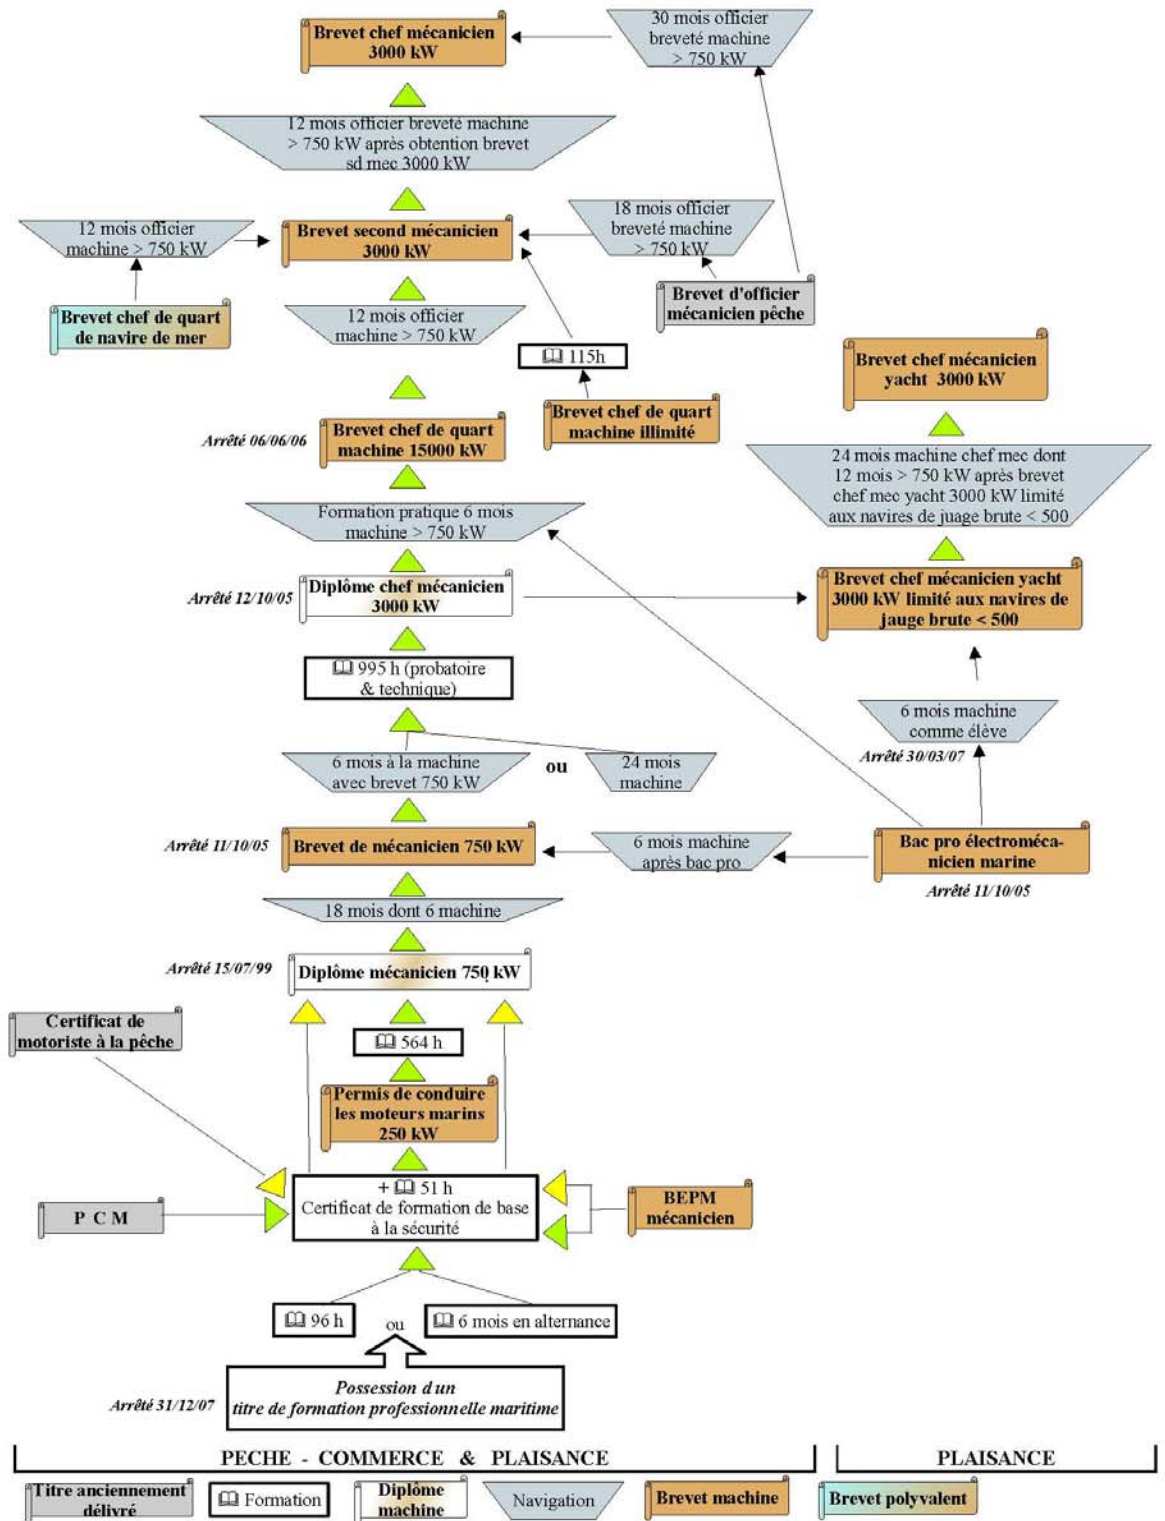 Brevet chef mécanicien
3000 kW
30 mois officier
breveté machine
> 750 kW
12 mois officier breveté machine
> 750 kW après obtention brevet
sd mec 3000 kW
12 mois officier
machine > 750 kW
Brevet second mécanicien
3000 kW
18 mois officier
breveté machine
> 750 kW
Brevet chef de quart
de navire de mer
12 mois officier
machine > 750 kW
Brevet d'officier
mécanicien pêche
115h
Brevet chef mécanicien
yacht 3000 kW
Arrêté 06/06/06
Brevet chef de quart
machine 15000 kW
Brevet chef de quart
machine illimité
24 mois machine chef mec dont
12 mois > 750 kW après brevet
chef mec yacht 3000 kW limité
aux navires de juage brute < 500
Formation pratique 6 mois
machine > 750 kW
Arrêté 12/10/05
Diplôme chef mécanicien
3000 kW
Brevet chef mécanicien yacht
3000 kW limité aux navires de
jauge brute < 500
995 h (probatoire
& technique)
6 mois machine
comme élève
Arrêté 30/03/07
6 mois à la machine
avec brevet 750 kW
ou
24 mois
machine
Arrêté 11/10/05
Brevet de mécanicien 750 kW
6 mois machine
après bac pro
Bac pro électroméca-
nicien marine
Arrêté 11/10/05
18 mois dont 6 machine
Arrêté 15/07/99
Diplôme mécanicien 750 kW
Certificat de
motoriste à la pêche
564 h
Permis de conduire
les moteurs marins
250 kW
P C M
+ 51 h
Certificat de formation de base
à la sécurité
BEPM
mécanicien
96 h
ou
6 mois en alternance
Arrêté 31/12/07
Possession d un
titre de formation professionnelle maritime
PECHE - COMMERCE & PLAISANCE
PLAISANCE
Titre anciennement
délivré
Formation
Diplôme
machine
Navigation
Brevet machine
Brevet polyvalent